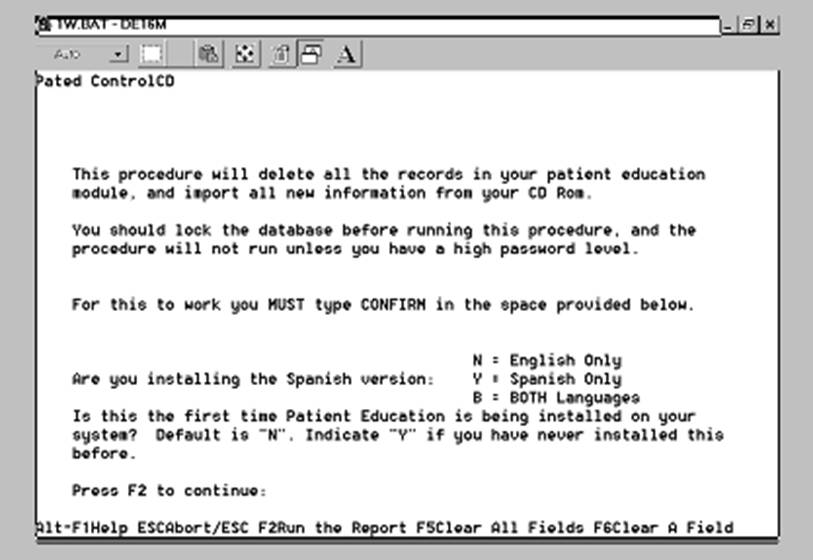 1W.BAT - DE16M
Auto
A
Pated ControlCD
This procedure will delete all the records in your patient education
module, and import all new information from your CD Rom.
You should lock the database before running this procedure, and the
procedure will not run unless you have a high password level.
For this to work you MUST type CONFIRM in the space provided below.
N = English Only
Are you installing the Spanish version: Y = Spanish Only
B = BOTH Languages
Is this the first time Patient Education is being installed on your
system? Default is "N". Indicate "Y" if you have never installed this
before.
Press F2 to continue:
Alt-F1Help ESCAbort/ESC F2Run the Report F5Clear All Fields F6Clear A Field